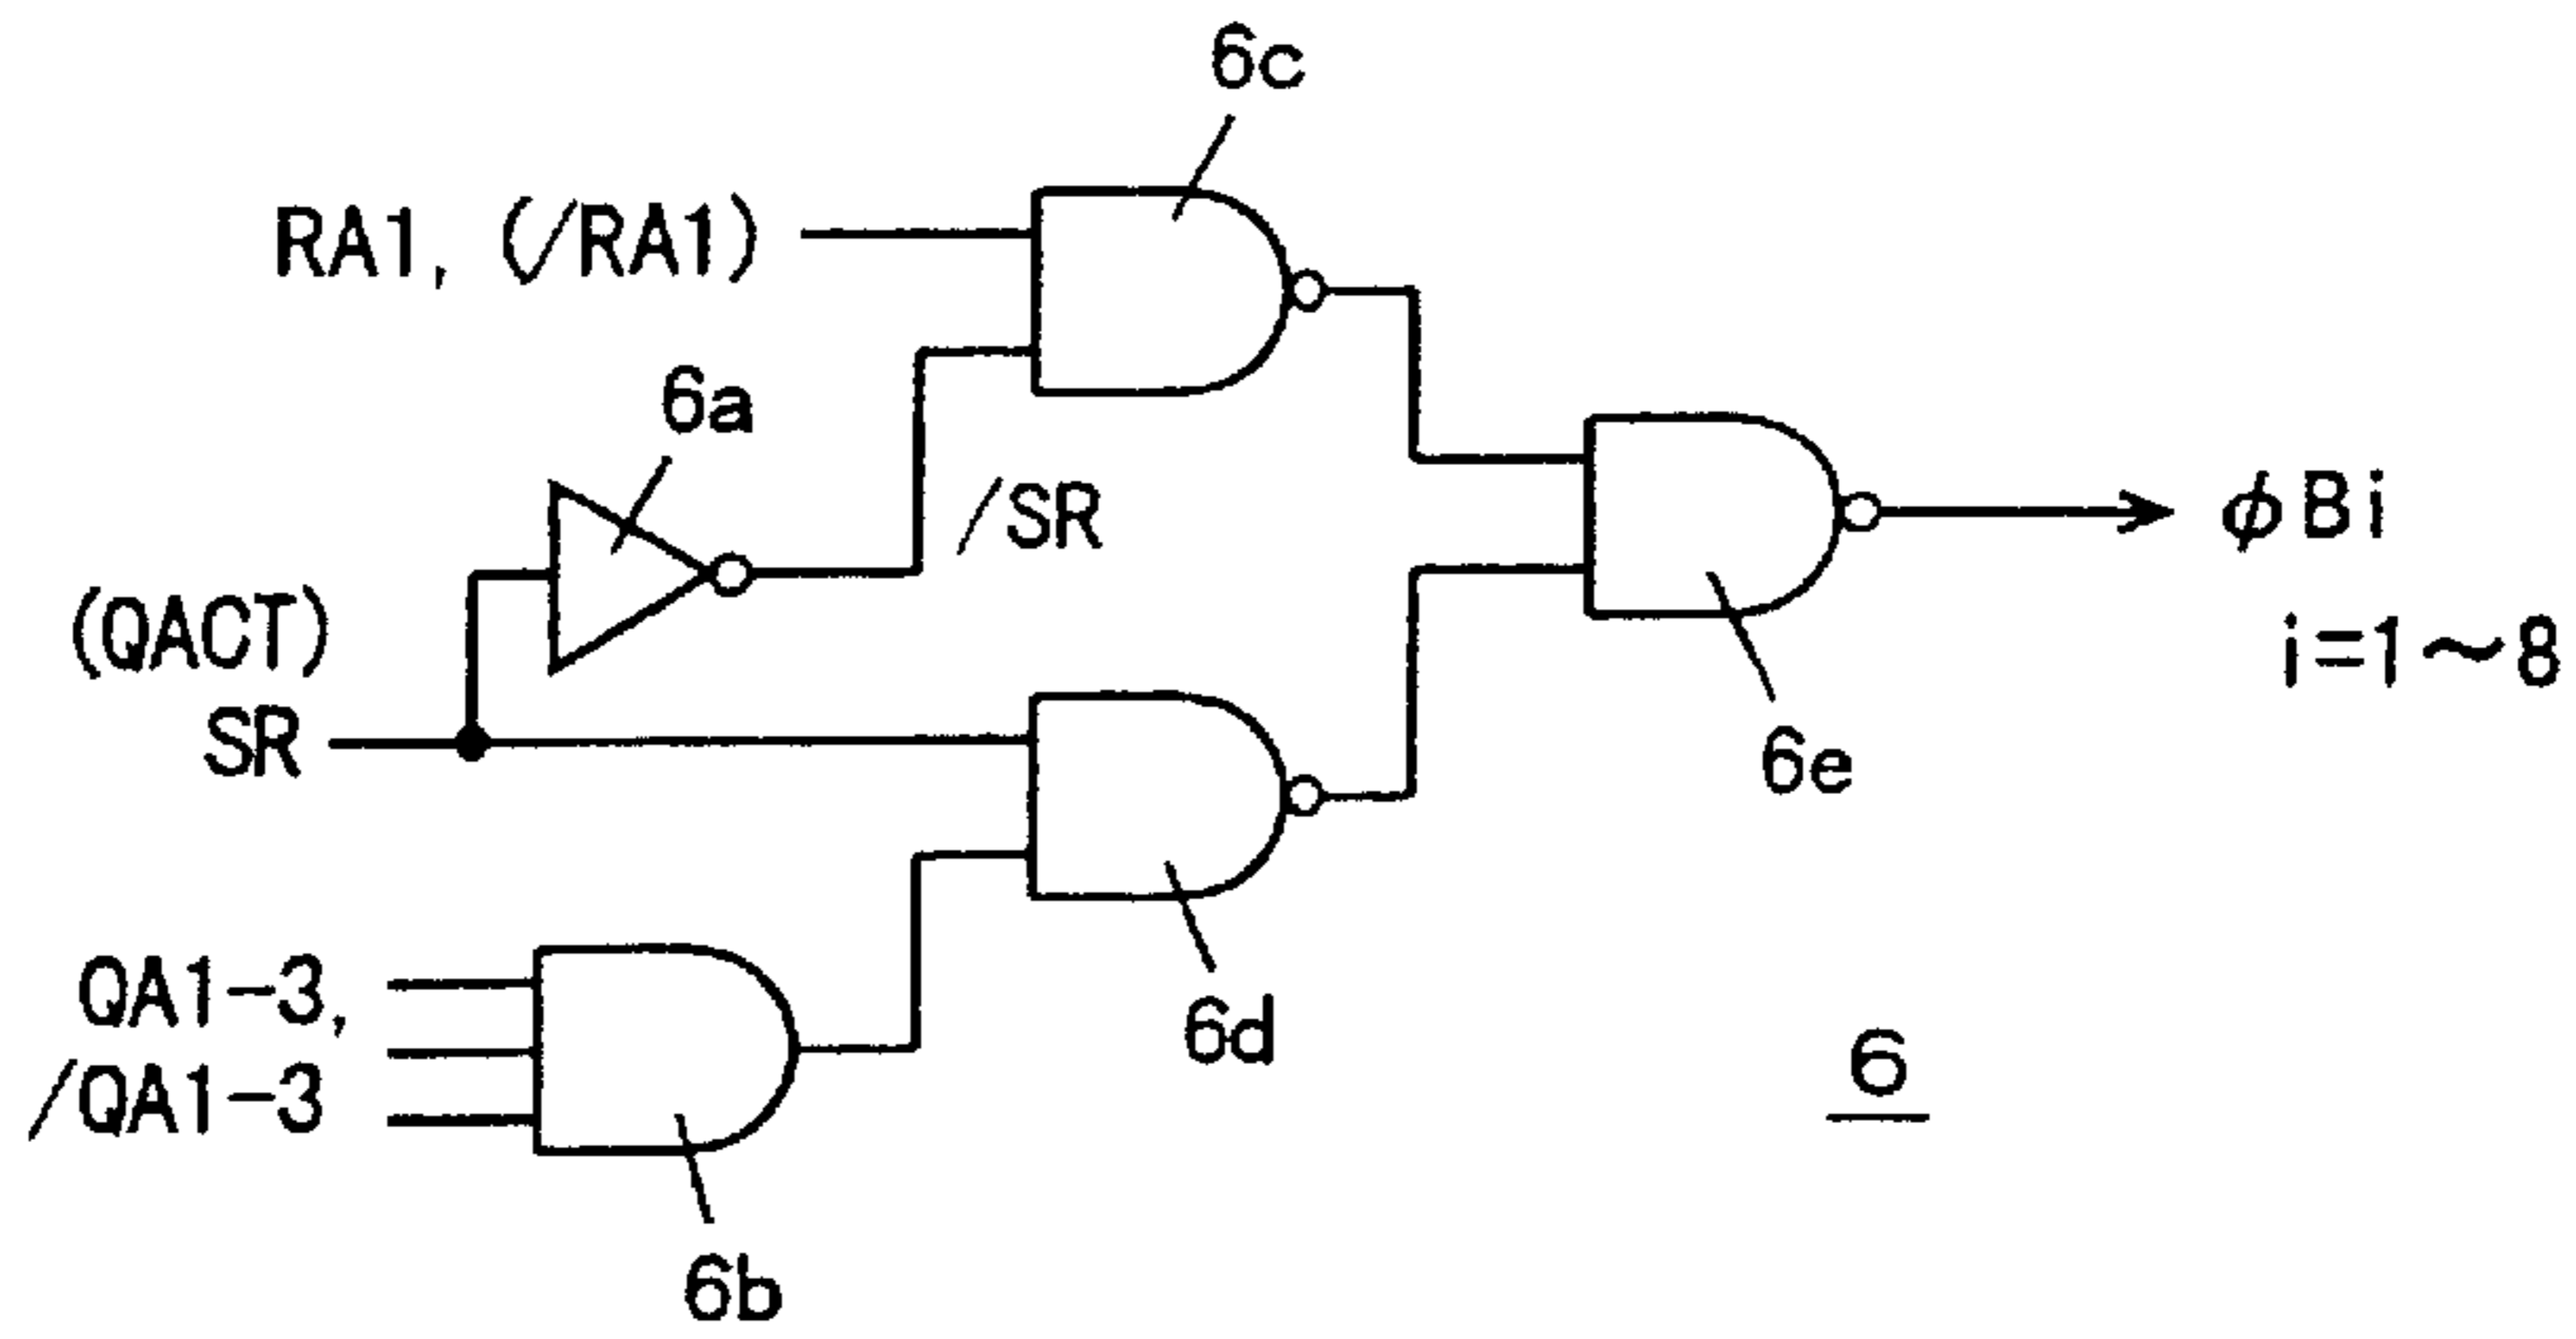 6c
RA1, (/RA1)
6a
/SR
(QACT)
SR
φBi
i=1~8
6e
QA1-3,
/QA1-3
6d
6
6b